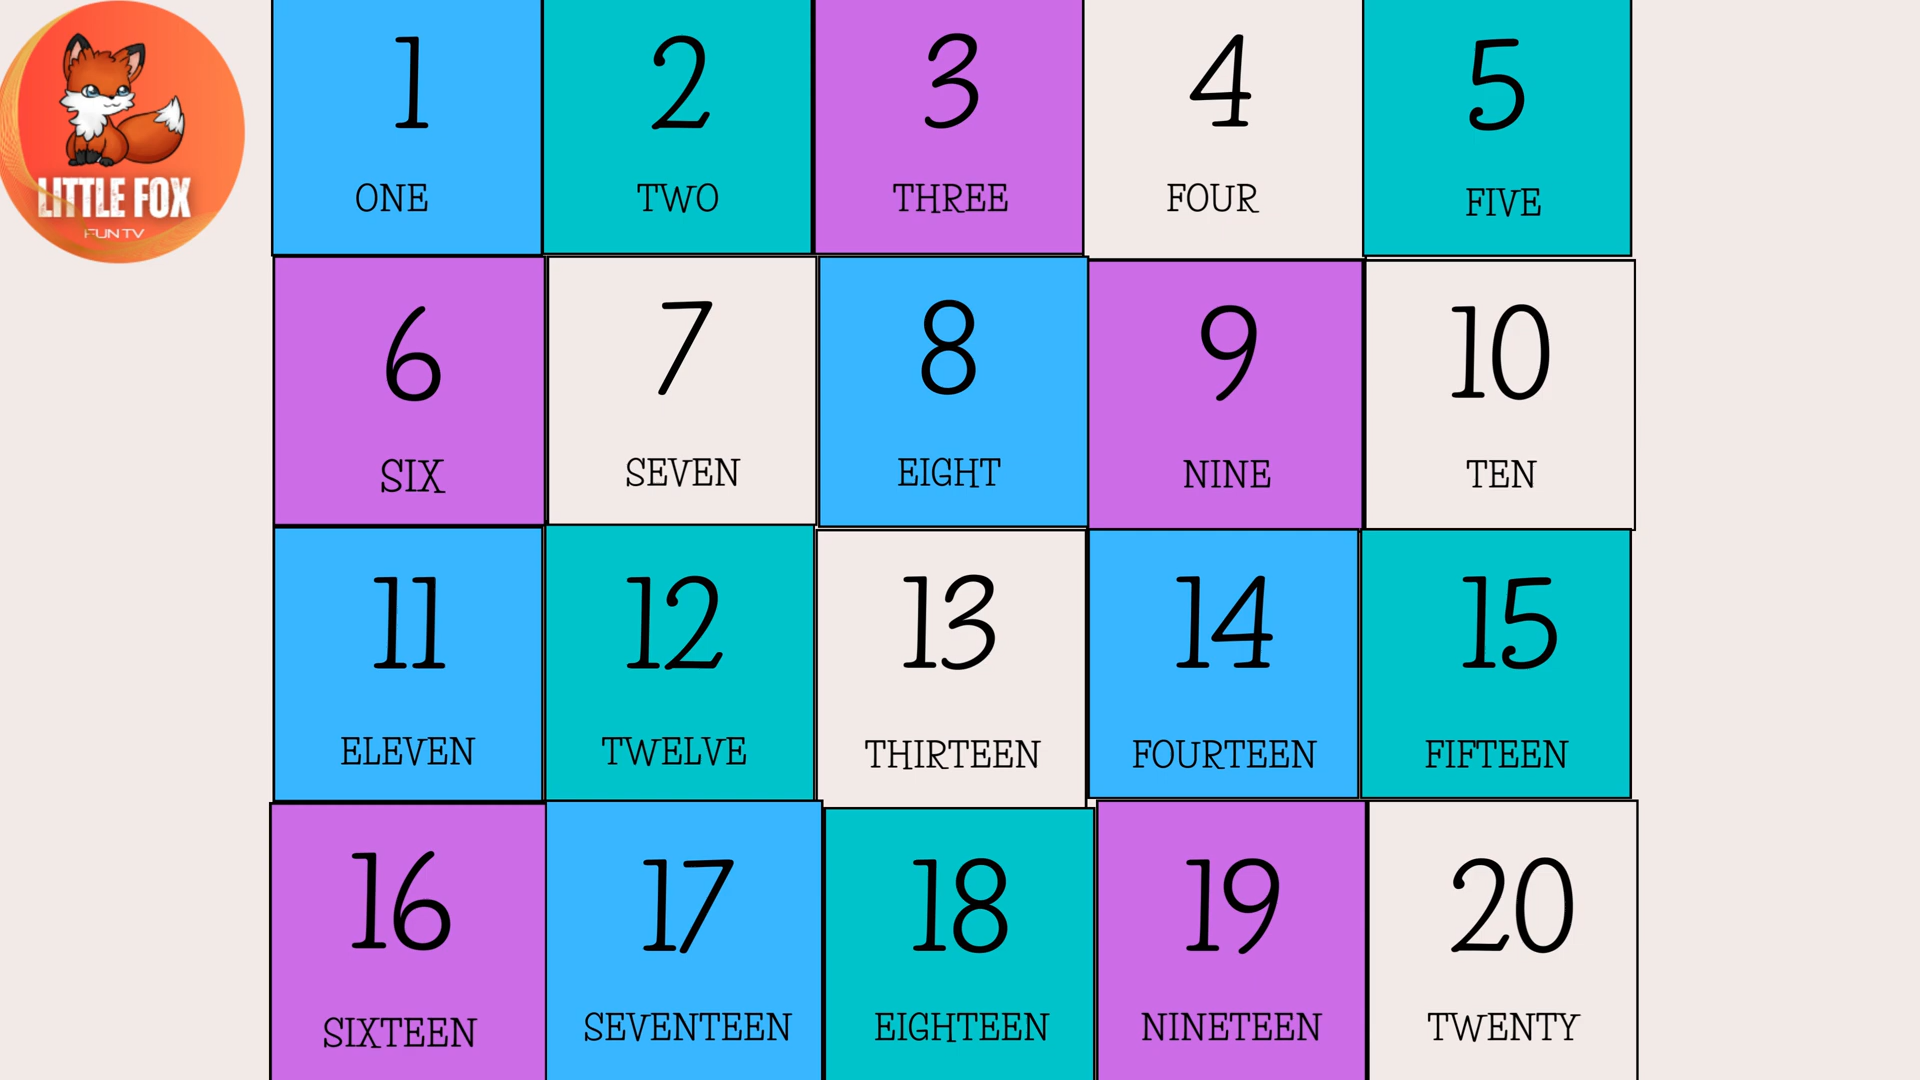 LITTLE FOX
FUN TV
1 2 3 4 5
ONE TWO THREE FOUR FIVE
6 7 8 9 10
SIX SEVEN EIGHT NINE TEN
11 12 13 14 15
ELEVEN TWELVE THIRTEEN FOURTEEN FIFTEEN
16 17 18 19 20
SIXTEEN SEVENTEEN EIGHTEEN NINETEEN TWENTY